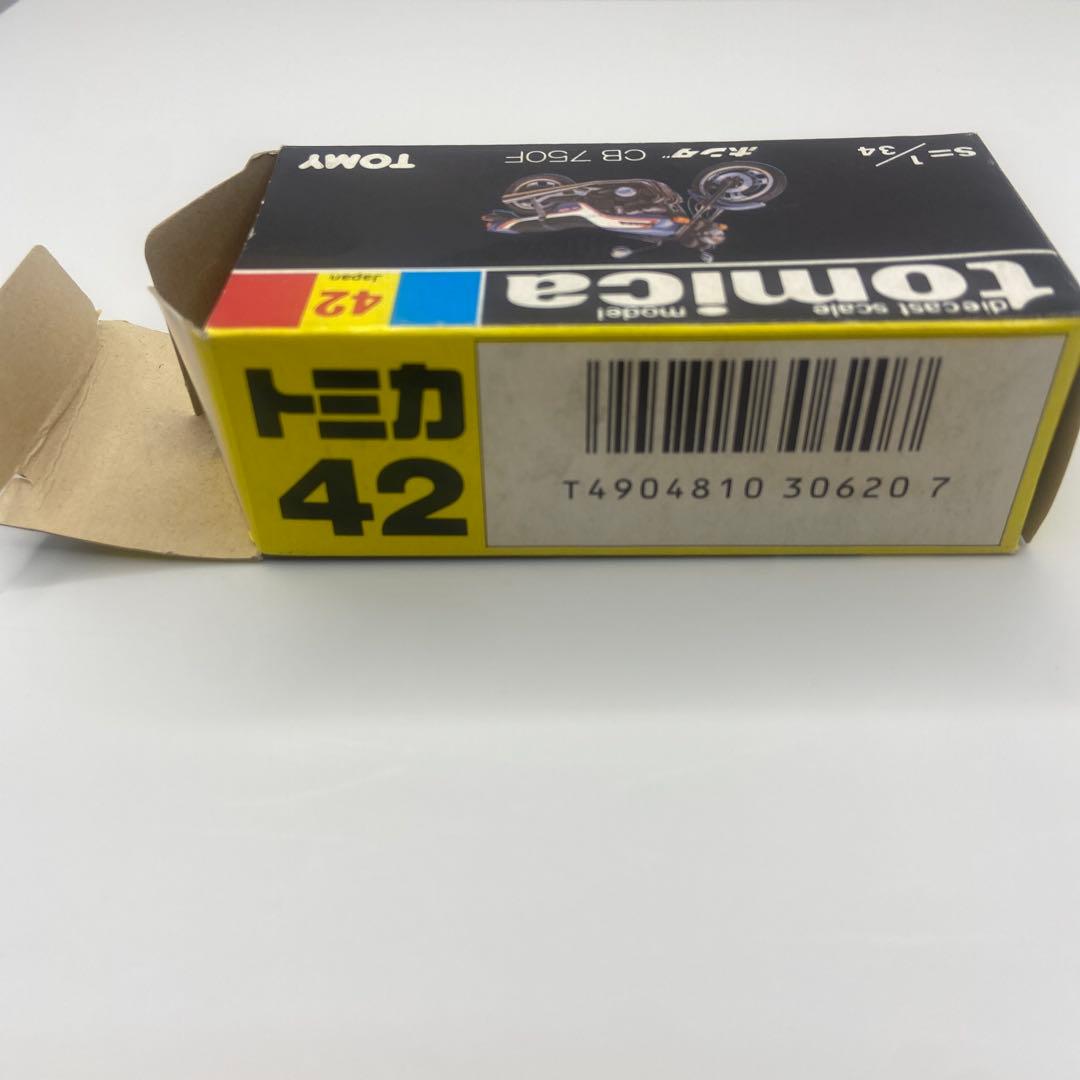 TOMY
ホンダ CB 750F
S=1/34
42
Japan
tomica
diecast scale model
トミカ
42
T4904810 30620 7